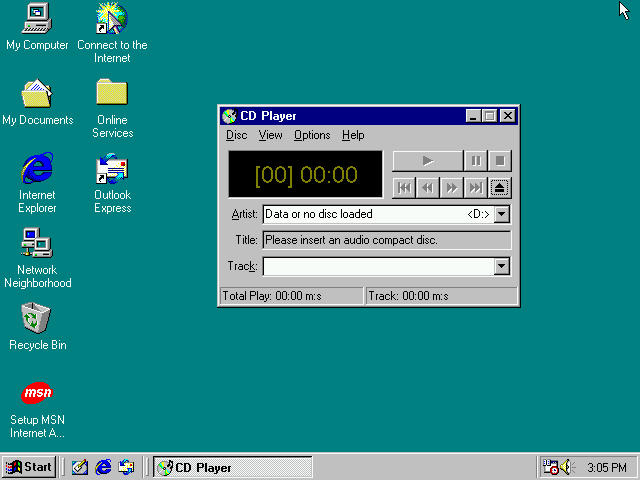 My Computer
Connect to the
Internet
My Documents
Online
Services
Internet
Explorer
Outlook
Express
Network
Neighborhood
Recycle Bin
msn
Setup MSN
Internet A...
CD Player
Disc View Options Help
[00] 00:00
Artist: Data or no disc loaded <D:>
Title: Please insert an audio compact disc.
Track:
Total Play: 00:00 m:s Track: 00:00 m:s
Start CD Player 3:05 PM